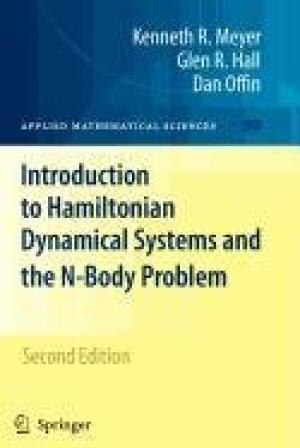 Kenneth R. Meyer
Glen R. Hall
Dan Offin
APPLIED MATHEMATICAL SCIENCES
Introduction
to Hamiltonian
Dynamical Systems and
the N-Body Problem
Second Edition
Springer